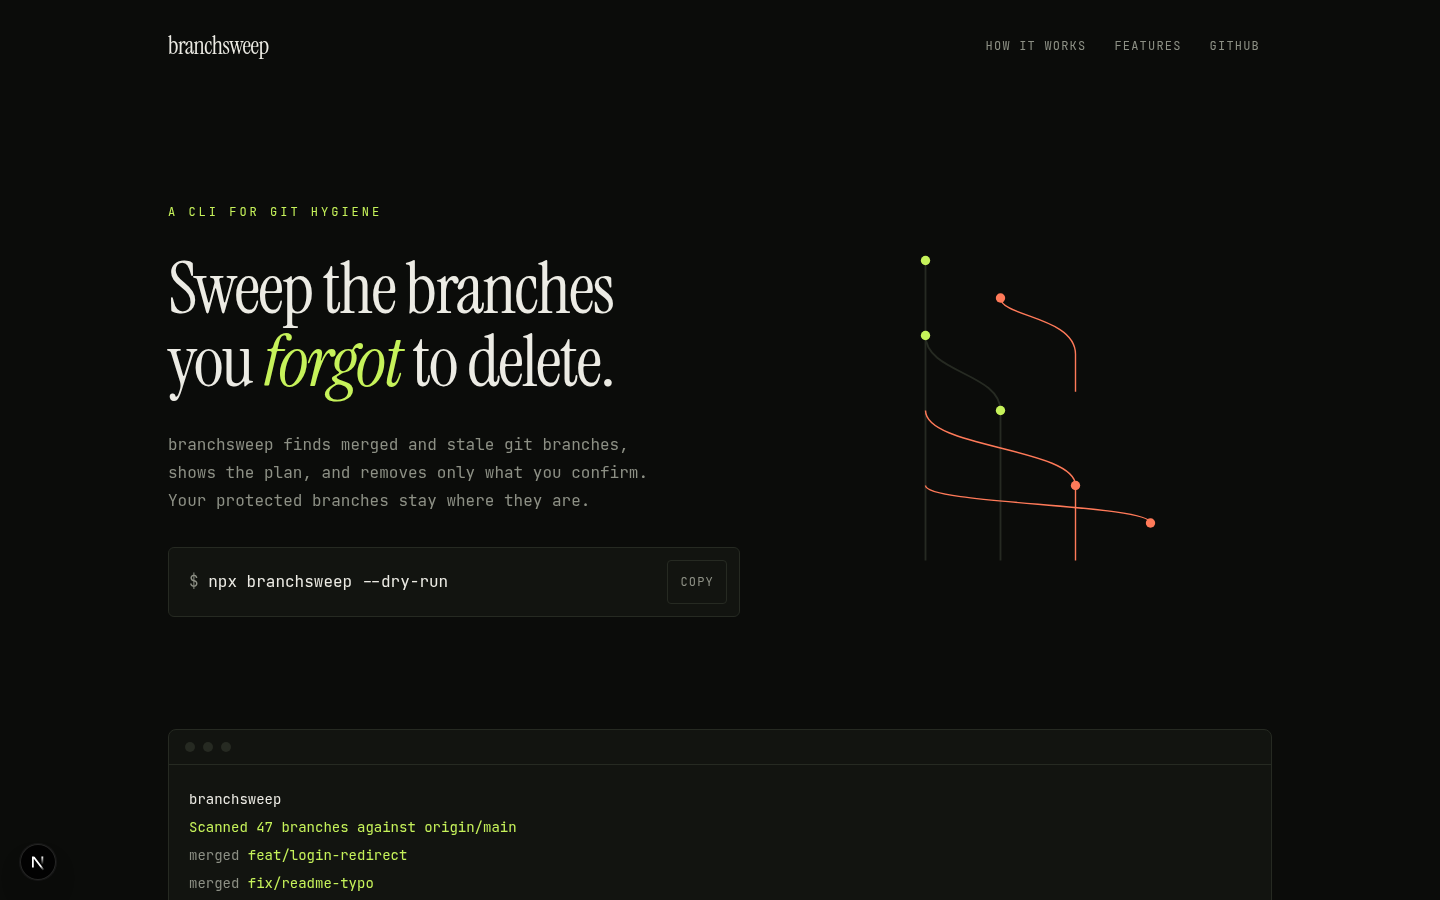 branchsweep
HOW IT WORKS FEATURES GITHUB
A CLI FOR GIT HYGIENE
Sweep the branches
you forgot to delete.
branchsweep finds merged and stale git branches,
shows the plan, and removes only what you confirm.
Your protected branches stay where they are.
$ npx branchsweep --dry-run
COPY
branchsweep
Scanned 47 branches against origin/main
merged feat/login-redirect
merged fix/readme-typo
N